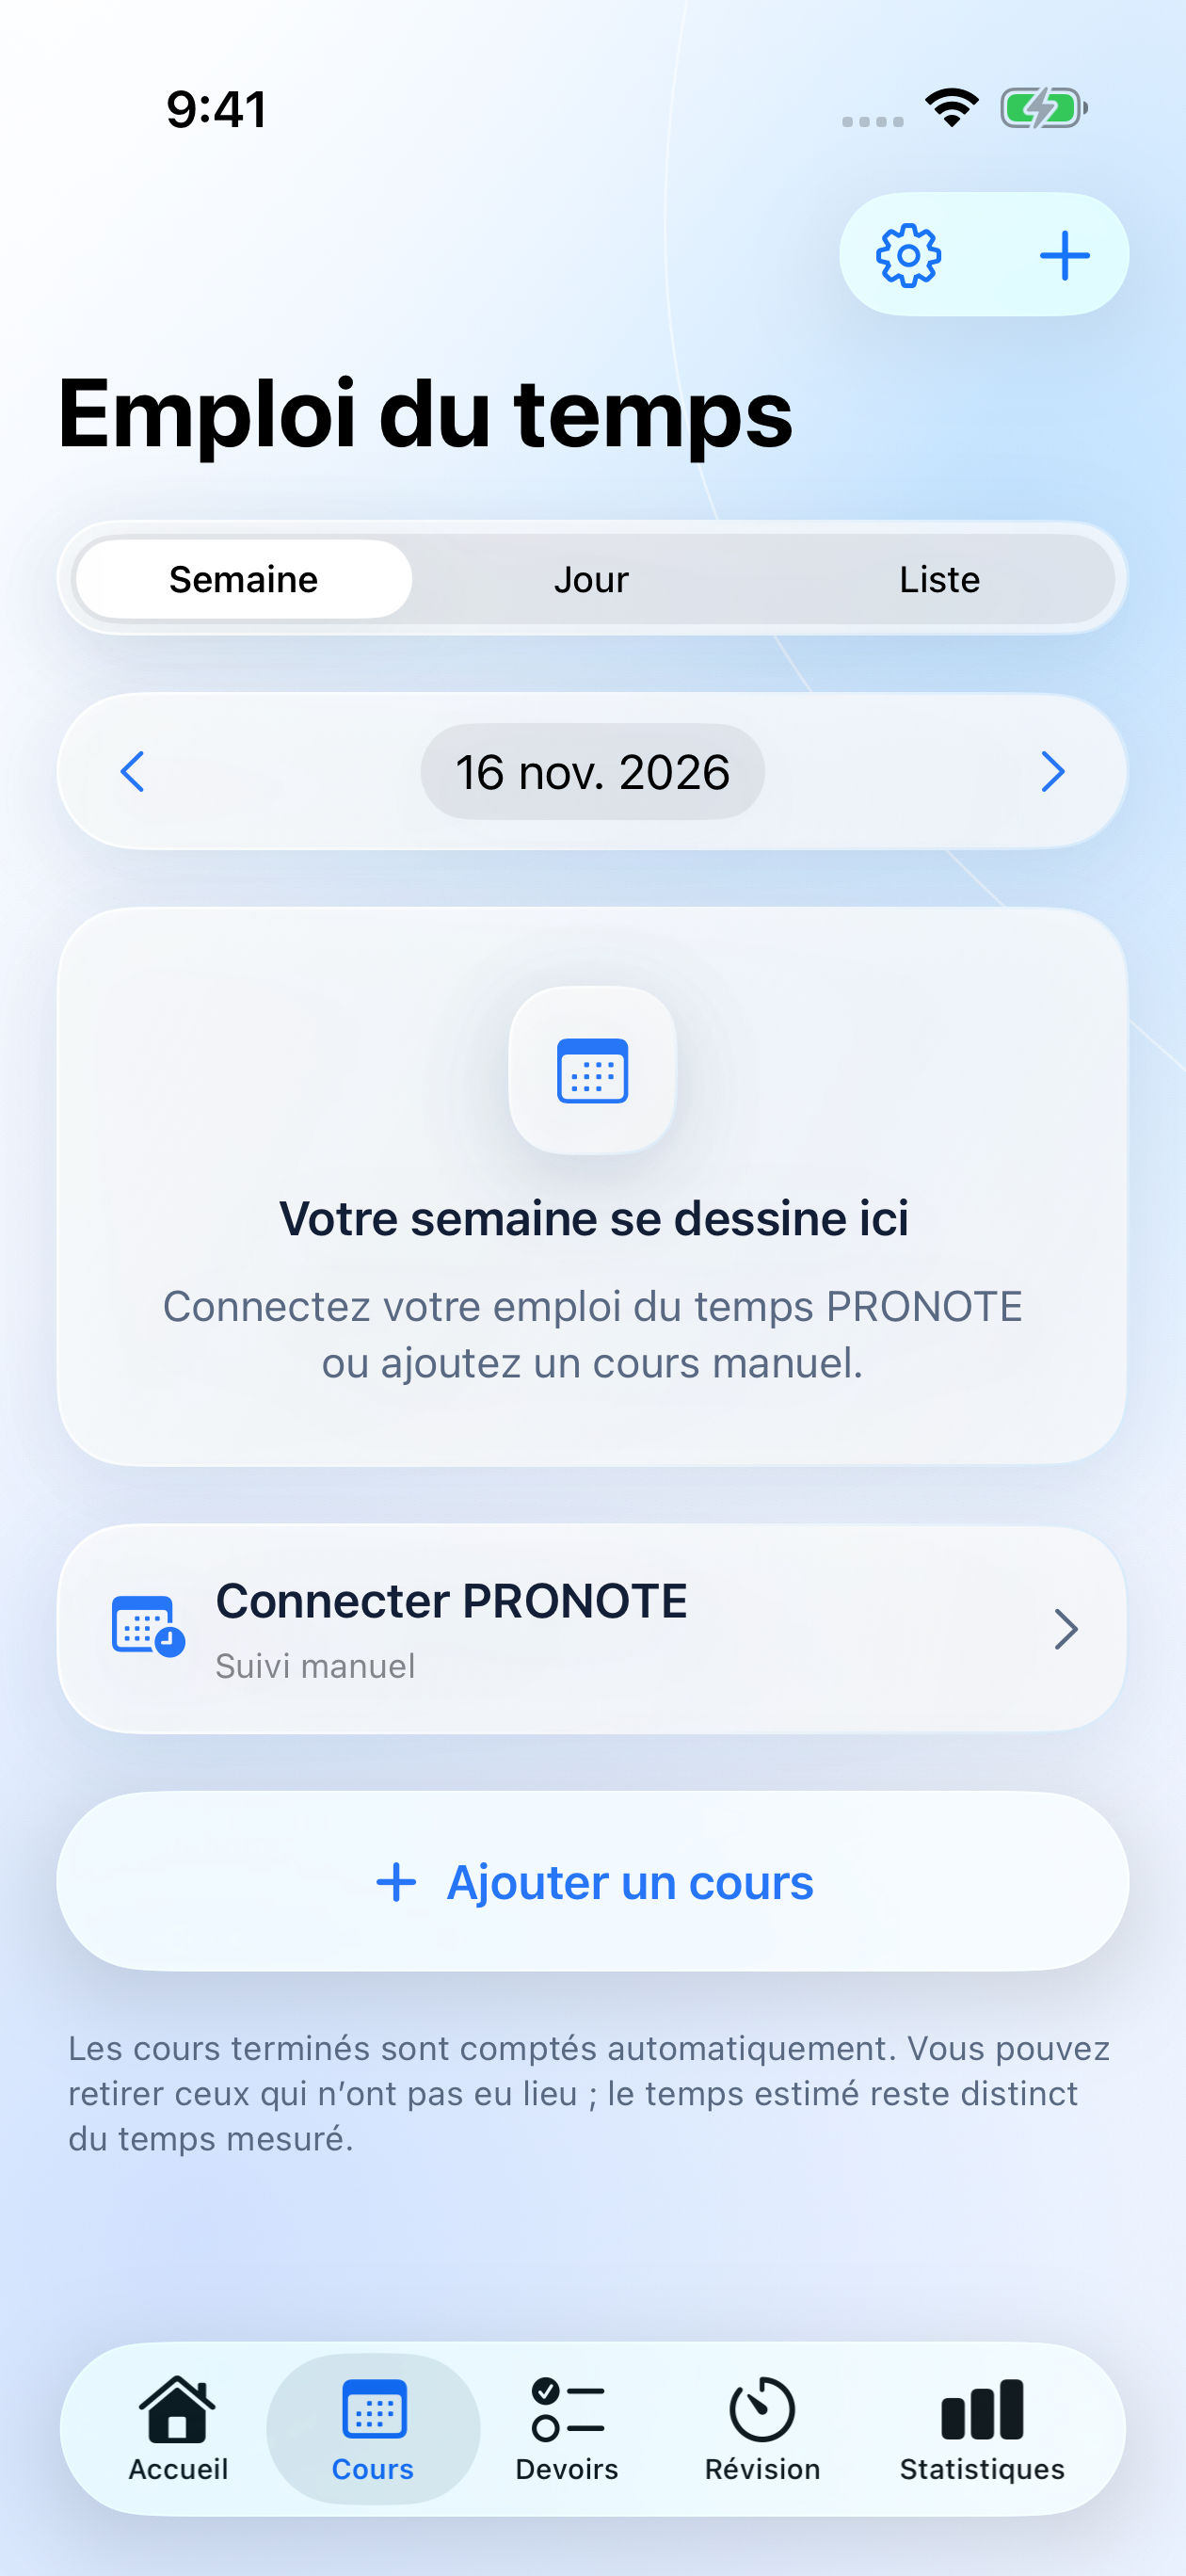 9:41
Emploi du temps
Semaine
Jour
Liste
16 nov. 2026
Votre semaine se dessine ici
Connectez votre emploi du temps PRONOTE
ou ajoutez un cours manuel.
Connecter PRONOTE
Suivi manuel
Ajouter un cours
Les cours terminés sont comptés automatiquement. Vous pouvez
retirer ceux qui n’ont pas eu lieu ; le temps estimé reste distinct
du temps mesuré.
Accueil
Cours
Devoirs
Révision
Statistiques